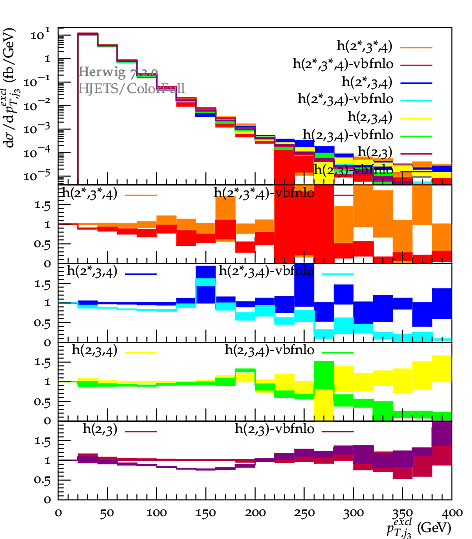 10¹
1
10⁻¹
10⁻²
10⁻³
10⁻⁴
10⁻⁵
dσ/dp^{excl}_{T,j₃} (fb/GeV)
Herwig 7.2.0
HJETS/ColorFull
h(2*,3*,4)
h(2*,3*,4)-vbfnlo
h(2*,3,4)
h(2*,3,4)-vbfnlo
h(2,3,4)
h(2,3,4)-vbfnlo
h(2,3)
h(2,3)-vbfnlo
h(2*,3*,4) h(2*,3*,4)-vbfnlo
1.5
1
0.5
0
h(2*,3,4) h(2*,3,4)-vbfnlo
1.5
1
0.5
0
h(2,3,4) h(2,3,4)-vbfnlo
1.5
1
0.5
0
h(2,3) h(2,3)-vbfnlo
1.5
1
0.5
0
0 50 100 150 200 250 300 350 400
p^{excl}_{T,j₃} (GeV)